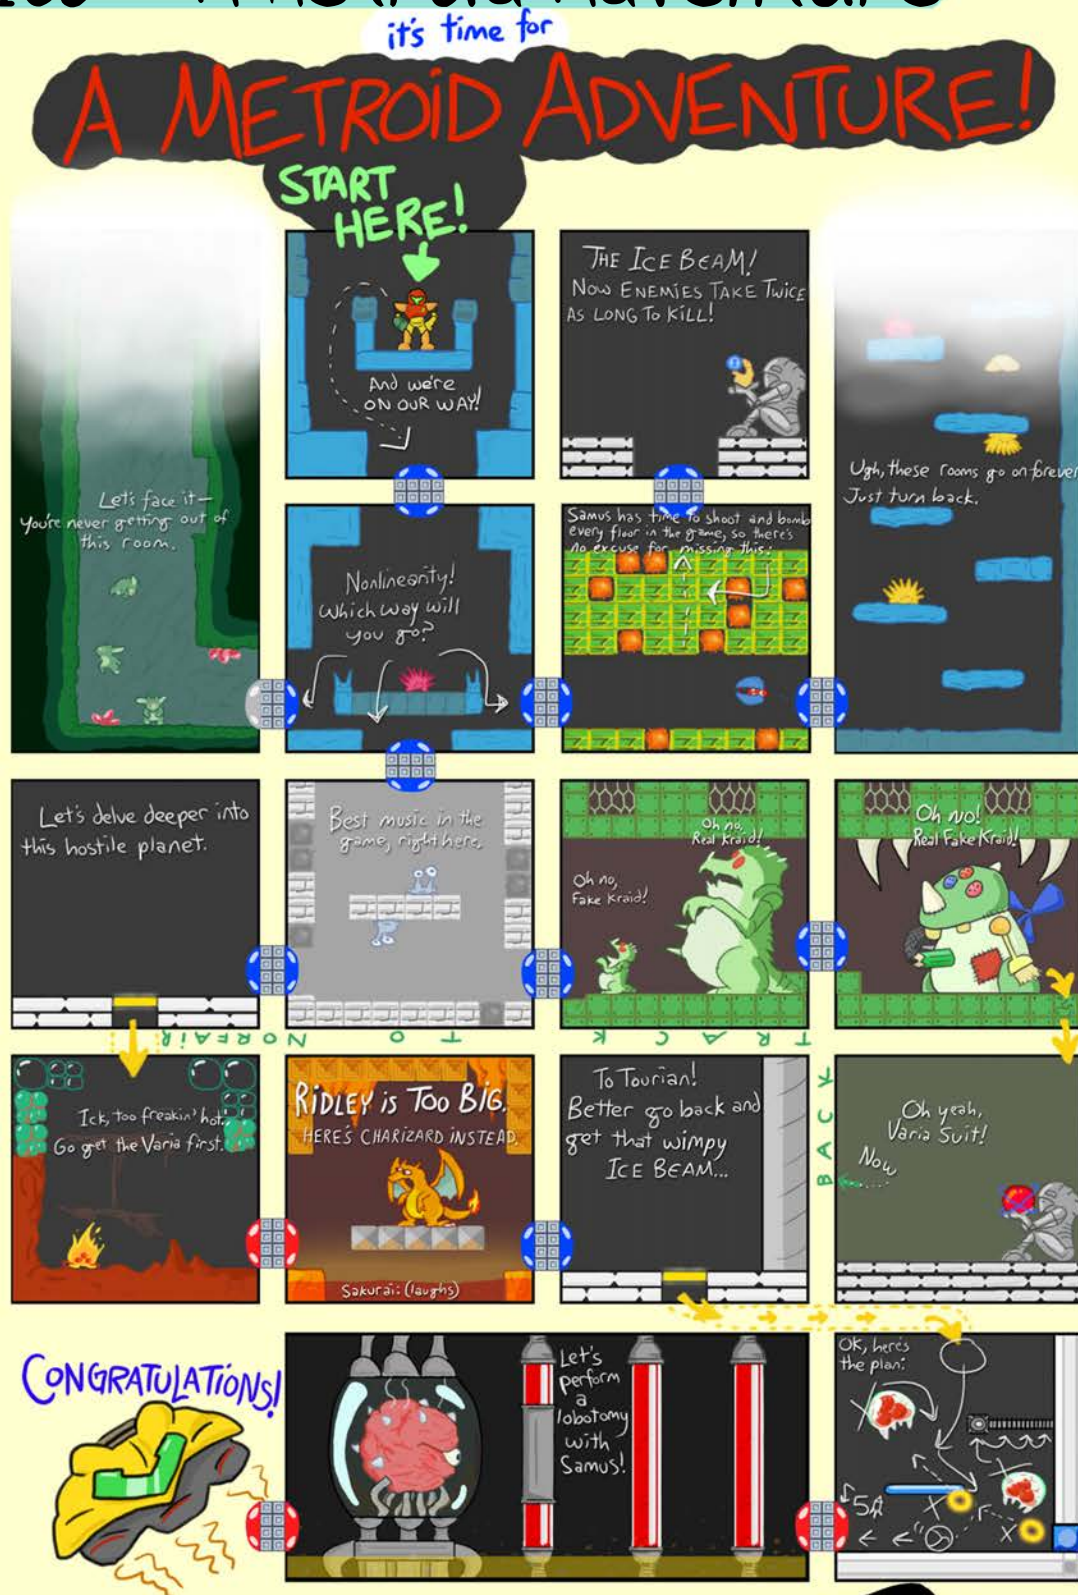 it's time for
A METROID ADVENTURE!
START
HERE!
And we're
ON OUR WAY!
THE ICE BEAM!
NOW ENEMIES TAKE TWICE
AS LONG TO KILL!
Let's face it—
You're never getting out of
this room.
Nonlinearity!
Which way will
you go?
Samus has time to shoot and bomb
every floor in the game, so there's
no excuse for missing this:
Ugh, these rooms go on forever
Just turn back.
Let's delve deeper into
this hostile planet.
Best music in the
game, right here.
Oh no,
Fake Kraid!
Oh no,
Real Kraid!
Oh no!
Real Fake Kraid!
BACK TRACK TO NORFAIR
Ick, too freakin' hot.
Go get the Varia first.
RIDLEY is TOO BIG.
HERE'S CHARIZARD INSTEAD.
Sakurai: (laughs)
To Tourian!
Better go back and
get that wimpy
ICE BEAM...
Oh yeah,
Varia Suit!
Now
CONGRATULATIONS!
Let's
perform
a
lobotomy
with
Samus!
OK, here's
the plan: